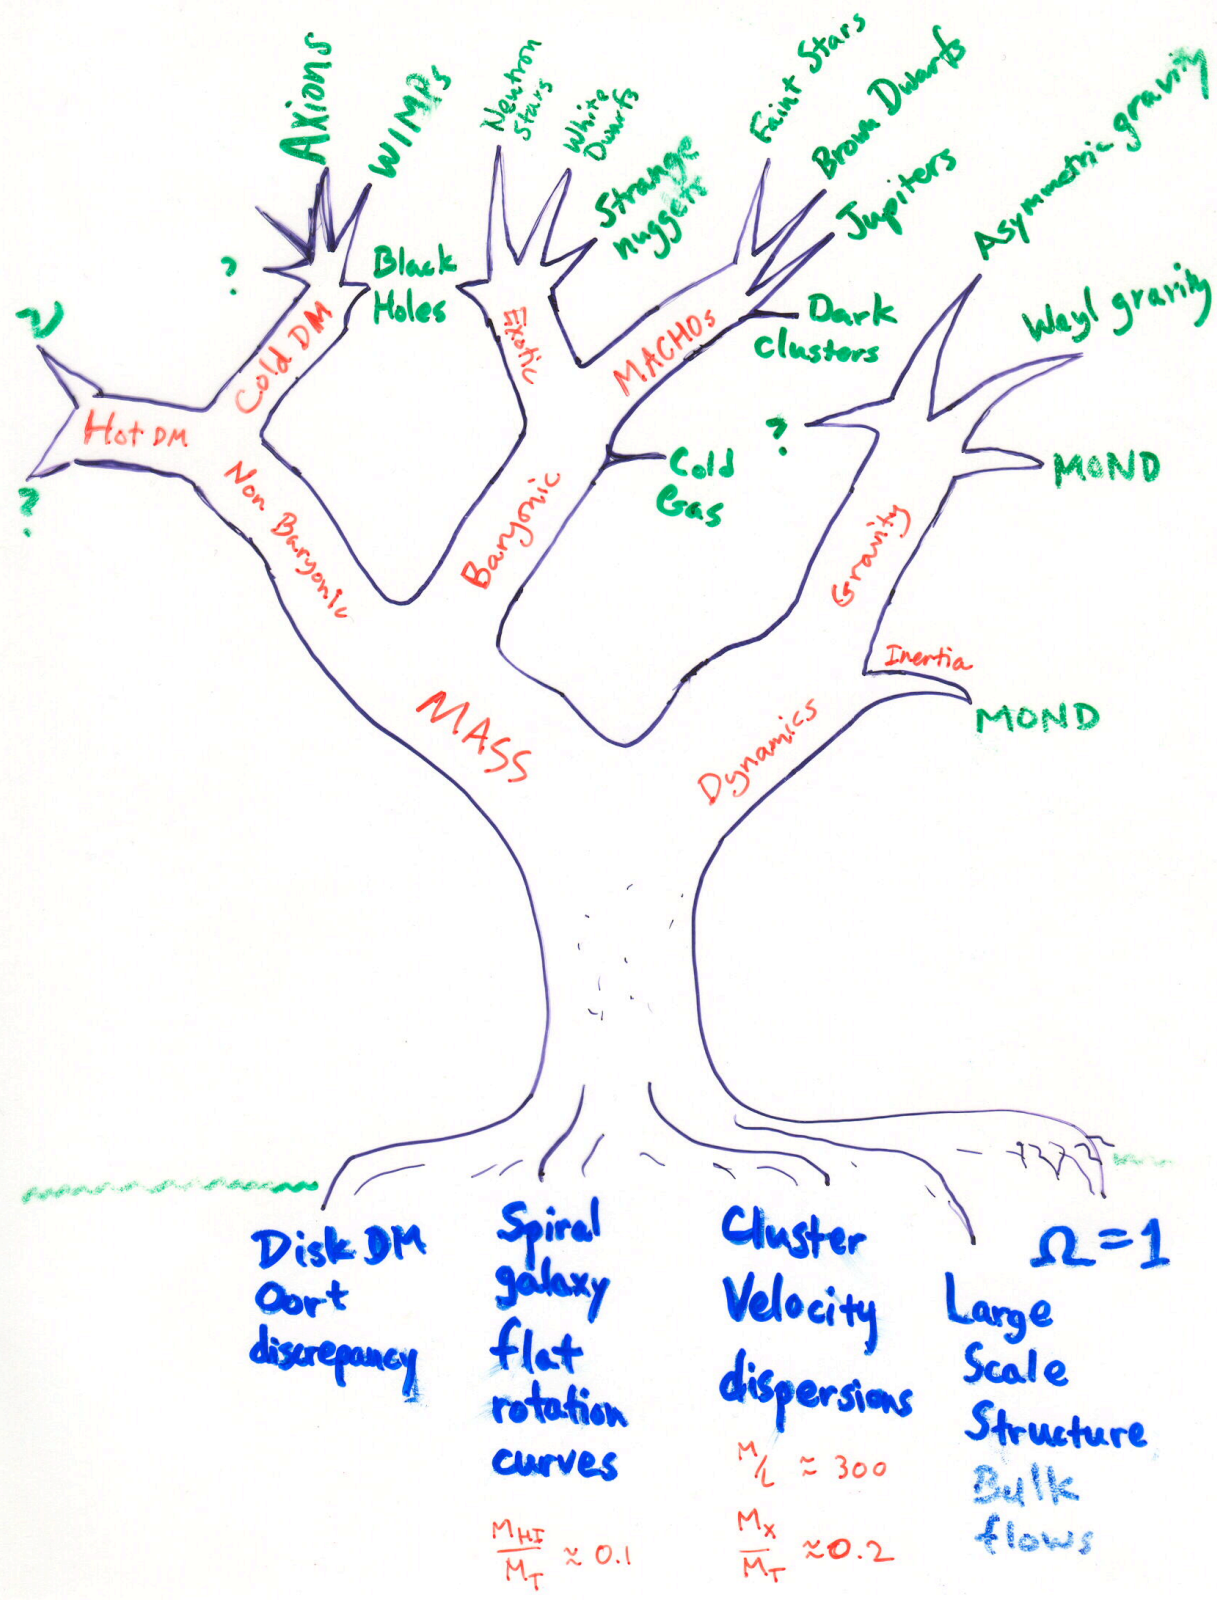 Axions
WIMPs
Neutron
Stars
White
Dwarfs
Strange
nuggets
Faint Stars
Brown Dwarfs
Jupiters
Asymmetric gravity
Weyl gravity
?
Black
Holes
ν
Cold DM
Exotic
MACHOs
Dark
clusters
Hot DM
?
?
Cold
Gas
MOND
Non Baryonic
Baryonic
Gravity
Inertia
MOND
MASS
Dynamics
Disk DM
Oort
discrepancy
Spiral
galaxy
flat
rotation
curves
M_HI/M_T ≈ 0.1
Cluster
Velocity
dispersions
M/L ≈ 300
M_X/M_T ≈ 0.2
Ω = 1
Large
Scale
Structure
Bulk
flows